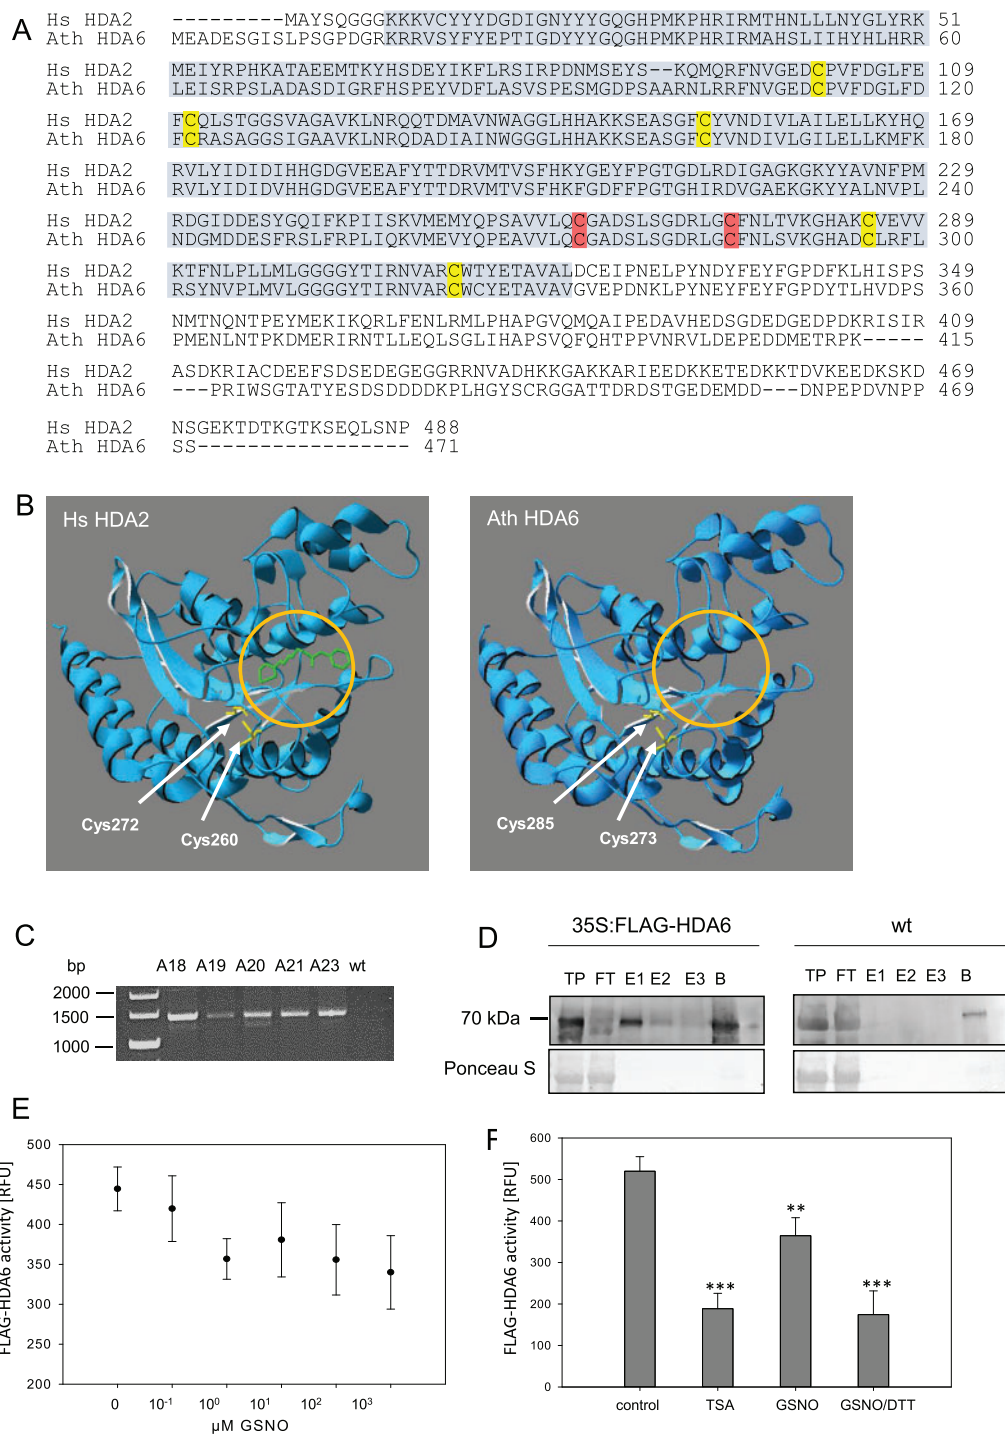 A
Hs HDA2 ---------MAYSQGGGKKKVCYYYDGDIGNYYYGQGHPMKPHRIRMTHNLLLNYGLYRK 51
Ath HDA6 MEADESGISLPSGPDGRKRRVSYFYEPTIGDYYYGQGHPMKPHRIRMAHSLIIHYHLHRR 60
Hs HDA2 MEIYRPHKATAEEMTKYHSDEYIKFLRSIRPDNMSEYS--KQMQRFNVGEDCPVFDGLFE 109
Ath HDA6 LEISRPSLADASDIGRFHSPEYVDFLASVSPESMGDPSAARNLRRFNVGEDCPVFDGLFD 120
Hs HDA2 FCQLSTGGSVAGAVKLNRQQTDMAVNWAGGLHHAKKSEASGFCYVNDIVLAILELLKYHQ 169
Ath HDA6 FCRASAGGSIGAAVKLNRQDADIAINWGGGLHHAKKSEASGFCYVNDIVLGILELLKMFK 180
Hs HDA2 RVLYIDIDIHHGDGVEEAFYTTDRVMTVSFHKYGEYFPGTGDLRDIGAGKGKYYAVNFPM 229
Ath HDA6 RVLYIDIDVHHGDGVEEAFYTTDRVMTVSFHKFGDFFPGTGHIRDVGAEKGKYYALNVPL 240
Hs HDA2 RDGIDDESYGQIFKPIISKVMEMYQPSAVVLQCGADSLSGDRLGCFNLTVKGHAKCVEVV 289
Ath HDA6 NDGMDDESFRSLFRPLIQKVMEVYQPEAVVLQCGADSLSGDRLGCFNLSVKGHADCLRFL 300
Hs HDA2 KTFNLPLLMLGGGGYTIRNVARCWTYETAVALDCEIPNELPYNDYFEYFGPDFKLHISPS 349
Ath HDA6 RSYNVPLMVLGGGGYTIRNVARCWCYETAVAVGVEPDNKLPYNEYFEYFGPDYTLHVDPS 360
Hs HDA2 NMTNQNTPEYMEKIKQRLFENLRMLPHAPGVQMQAIPEDAVHEDSGDEDGEDPDKRISIR 409
Ath HDA6 PMENLNTPKDMERIRNTLLEQLSGLIHAPSVQFQHTPPVNRVLDEPEDDMETRPK----- 415
Hs HDA2 ASDKRIACDEEFSDSEDEGEGGRRNVADHKKGAKKARIEEDKKETEDKKTDVKEEDKSKD 469
Ath HDA6 ---PRIWSGTATYESDSDDDDKPLHGYSCRGGATTDRDSTGEDEMDD---DNPEPDVNPP 469
Hs HDA2 NSGEKTDTKGTKSEQLSNP 488
Ath HDA6 SS----------------- 471
B
Hs HDA2
Ath HDA6
Cys272
Cys260
Cys285
Cys273
C
bp A18 A19 A20 A21 A23 wt
2000
1500
1000
D
35S:FLAG-HDA6 wt
TP FT E1 E2 E3 B TP FT E1 E2 E3 B
70 kDa
Ponceau S
E
FLAG-HDA6 activity [RFU]
500
450
400
350
300
250
200
0 10-1 10⁰ 10¹ 10² 10³
µM GSNO
F
FLAG-HDA6 activity [RFU]
600
500
400
300
200
100
0
***
**
***
control TSA GSNO GSNO/DTT